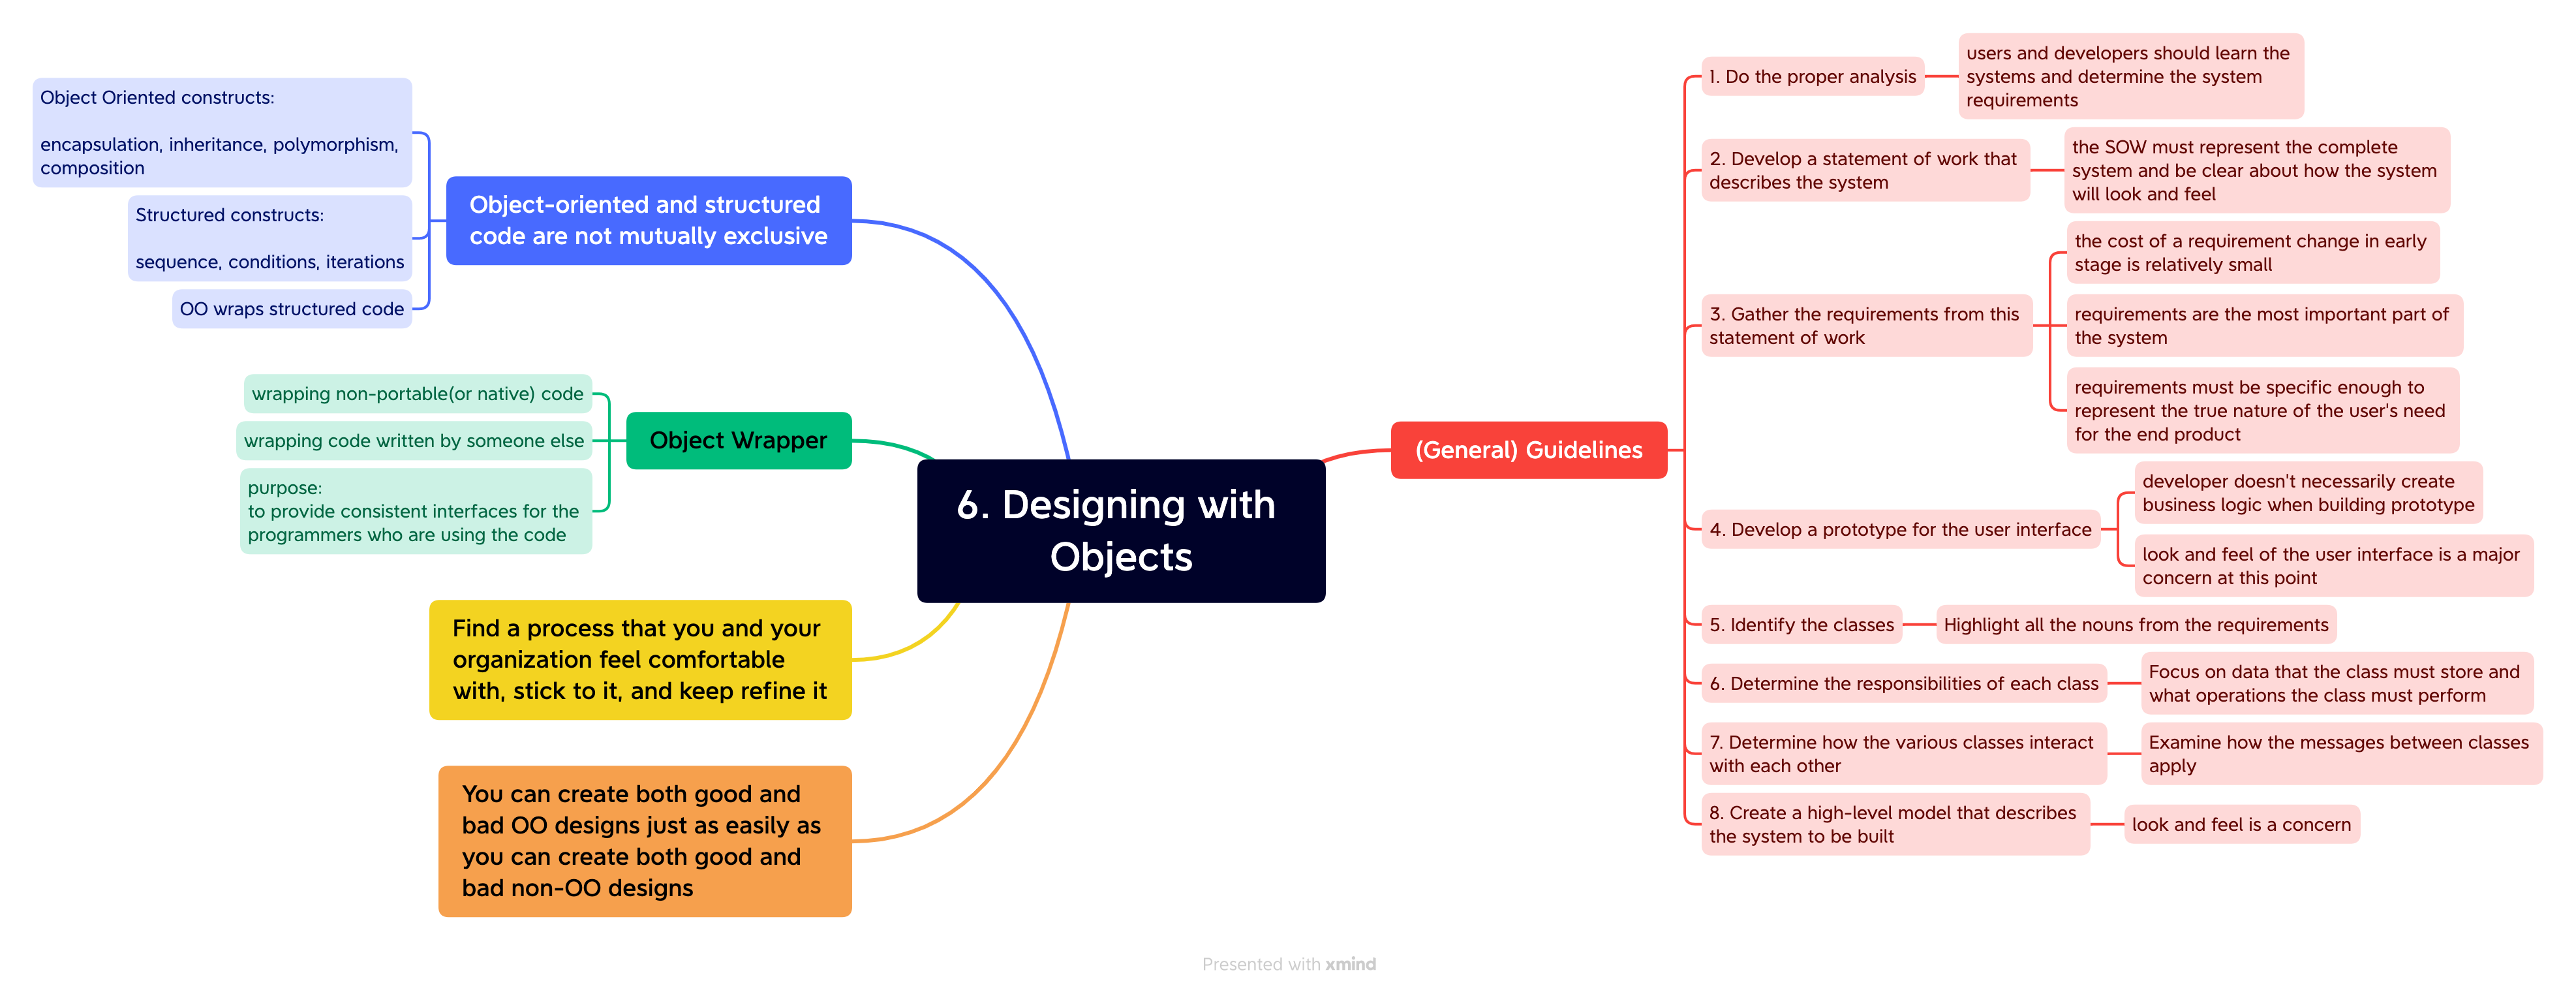 6. Designing with
Objects
(General) Guidelines
1. Do the proper analysis
users and developers should learn the
systems and determine the system
requirements
2. Develop a statement of work that
describes the system
the SOW must represent the complete
system and be clear about how the system
will look and feel
3. Gather the requirements from this
statement of work
the cost of a requirement change in early
stage is relatively small
requirements are the most important part of
the system
requirements must be specific enough to
represent the true nature of the user's need
for the end product
4. Develop a prototype for the user interface
developer doesn't necessarily create
business logic when building prototype
look and feel of the user interface is a major
concern at this point
5. Identify the classes
Highlight all the nouns from the requirements
6. Determine the responsibilities of each class
Focus on data that the class must store and
what operations the class must perform
7. Determine how the various classes interact
with each other
Examine how the messages between classes
apply
8. Create a high-level model that describes
the system to be built
look and feel is a concern
Object-oriented and structured
code are not mutually exclusive
Object Oriented constructs:
encapsulation, inheritance, polymorphism,
composition
Structured constructs:
sequence, conditions, iterations
OO wraps structured code
Object Wrapper
wrapping non-portable(or native) code
wrapping code written by someone else
purpose:
to provide consistent interfaces for the
programmers who are using the code
Find a process that you and your
organization feel comfortable
with, stick to it, and keep refine it
You can create both good and
bad OO designs just as easily as
you can create both good and
bad non-OO designs
Presented with xmind